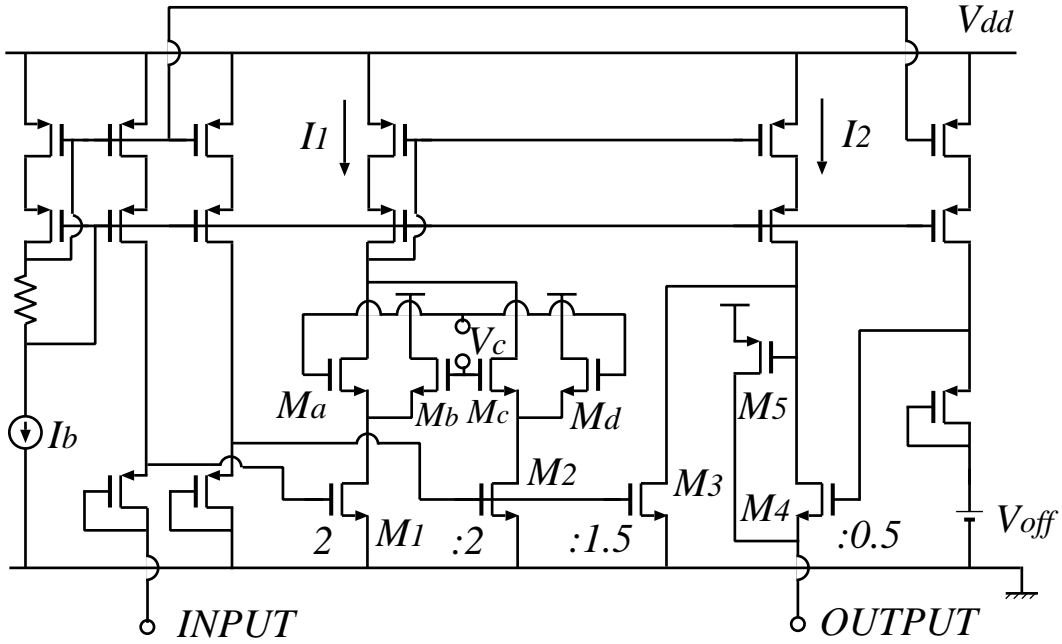 Vdd
I1
I2
Vc
Ma
Mb
Mc
Md
M5
Ib
M2
M3
M1
M4
Voff
2
:2
:1.5
:0.5
INPUT
OUTPUT